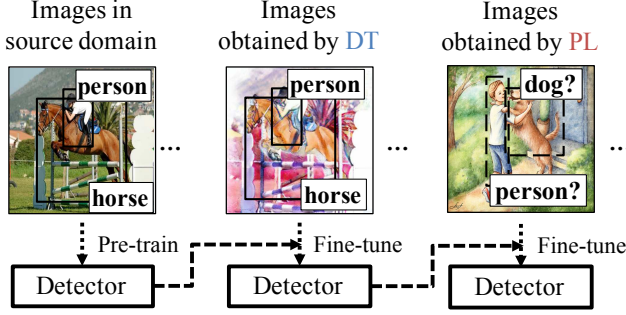 Images in
source domain
Images
obtained by DT
Images
obtained by PL
person
horse
...
person
horse
...
dog?
person?
..
Pre-train
Fine-tune
Fine-tune
Detector
Detector
Detector